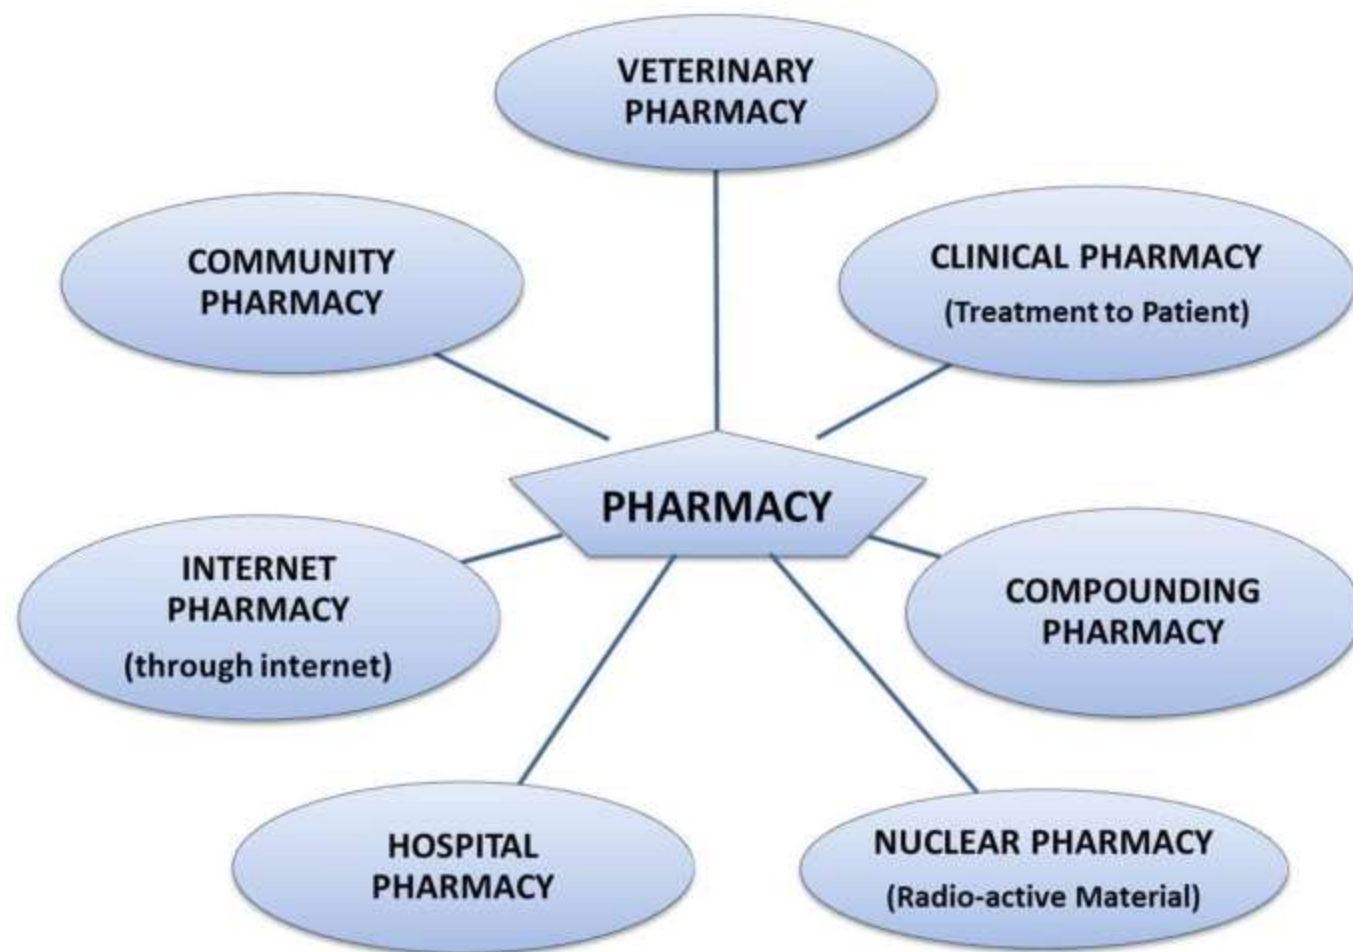 VETERINARY
PHARMACY
COMMUNITY
PHARMACY
CLINICAL PHARMACY
(Treatment to Patient)
PHARMACY
INTERNET
PHARMACY
(through internet)
COMPOUNDING
PHARMACY
HOSPITAL
PHARMACY
NUCLEAR PHARMACY
(Radio-active Material)